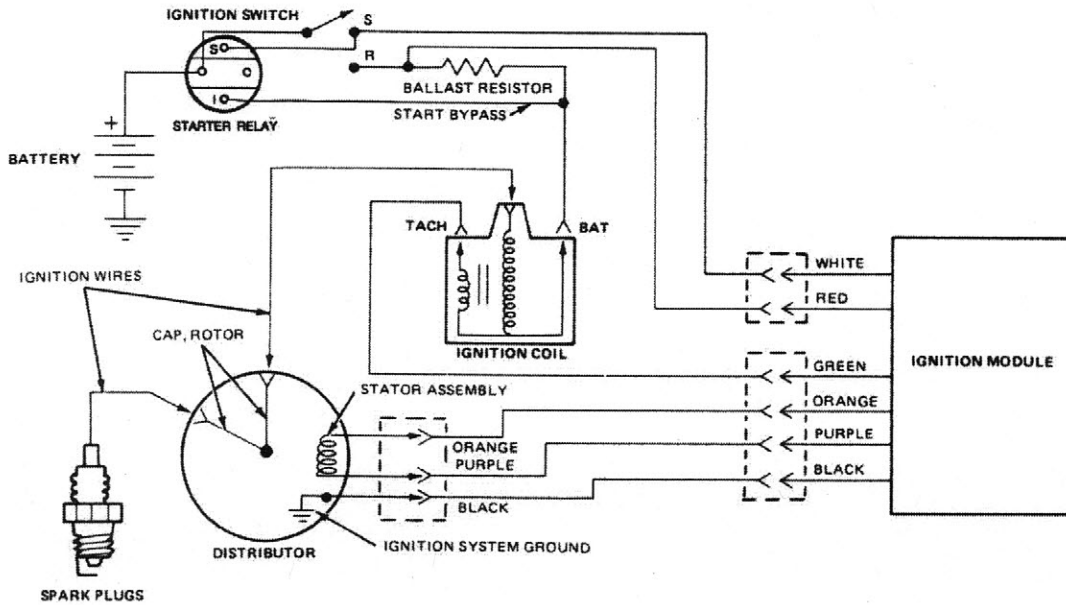 IGNITION SWITCH
S
S
R
BALLAST RESISTOR
I
START BYPASS
STARTER RELAY
+
BATTERY
TACH
BAT
IGNITION WIRES
WHITE
RED
CAP, ROTOR
IGNITION COIL
IGNITION MODULE
GREEN
STATOR ASSEMBLY
ORANGE
ORANGE
PURPLE
PURPLE
BLACK
BLACK
IGNITION SYSTEM GROUND
DISTRIBUTOR
SPARK PLUGS